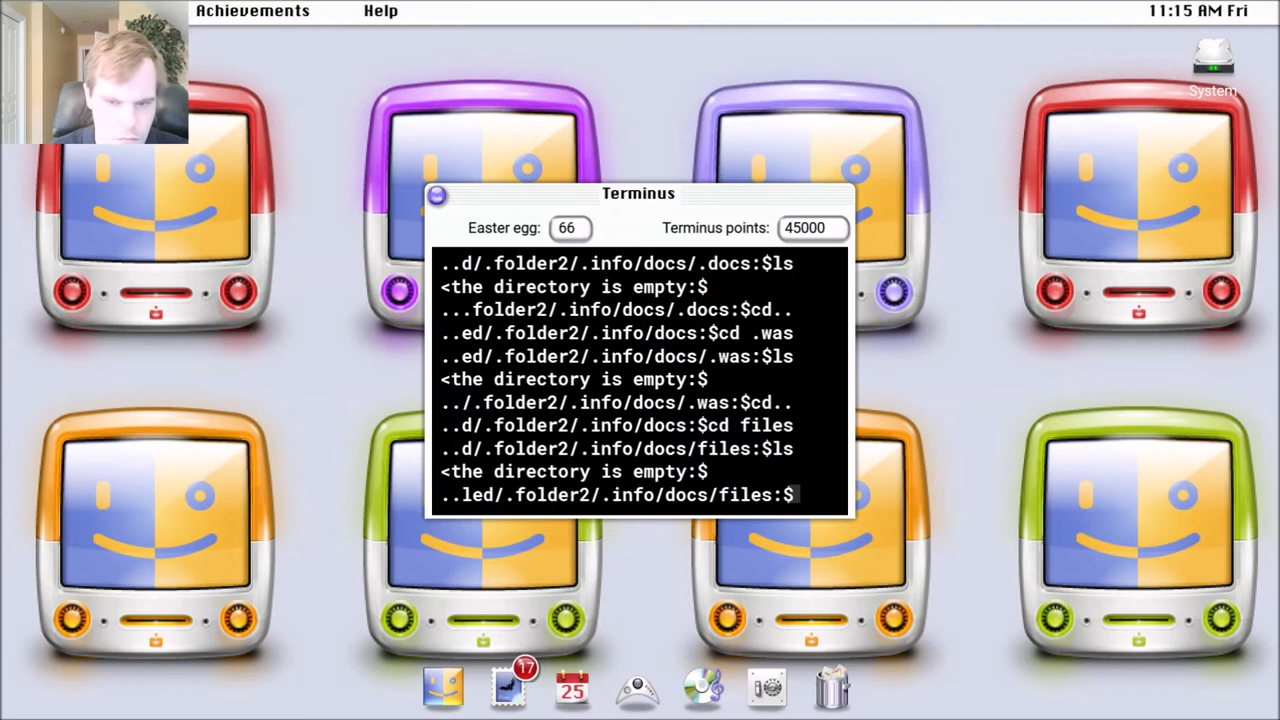 Achievements Help 11:15 AM Fri
System
Terminus
Easter egg: 66 Terminus points: 45000
..d/.folder2/.info/docs/.docs:$ls
<the directory is empty:$
...folder2/.info/docs/.docs:$cd..
..ed/.folder2/.info/docs:$cd .was
..ed/.folder2/.info/docs/.was:$ls
<the directory is empty:$
../.folder2/.info/docs/.was:$cd..
..d/.folder2/.info/docs:$cd files
..d/.folder2/.info/docs/files:$ls
<the directory is empty:$
..led/.folder2/.info/docs/files:$
17
25